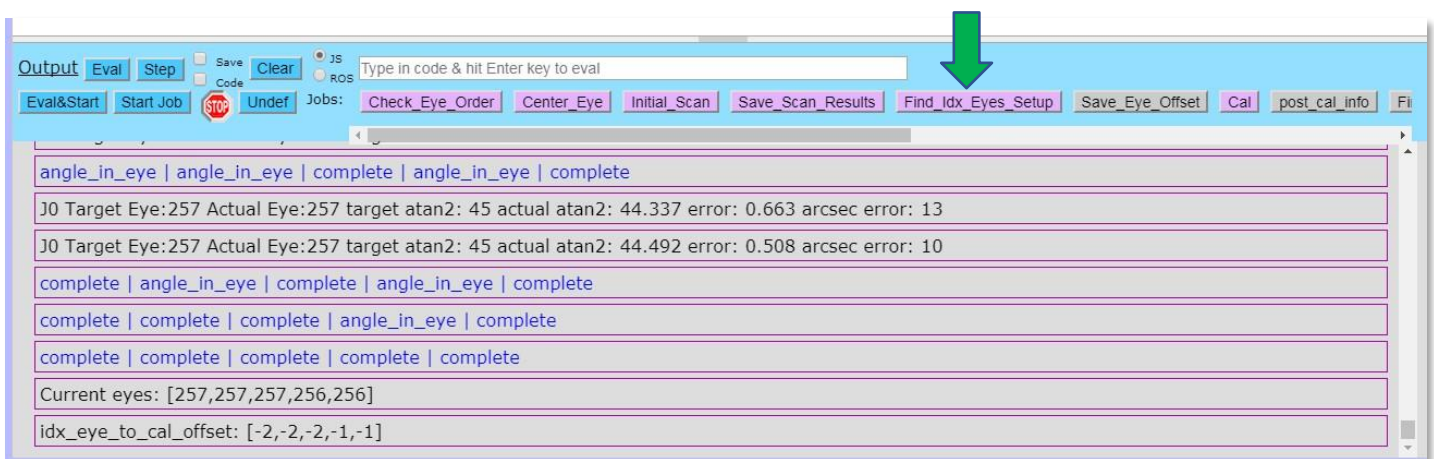 Output Eval Step Save Code Clear JS ROS Type in code & hit Enter key to eval
Eval&Start Start Job STOP Undef Jobs: Check_Eye_Order Center_Eye Initial_Scan Save_Scan_Results Find_Idx_Eyes_Setup Save_Eye_Offset Cal post_cal_info
angle_in_eye | angle_in_eye | complete | angle_in_eye | complete
J0 Target Eye:257 Actual Eye:257 target atan2: 45 actual atan2: 44.337 error: 0.663 arcsec error: 13
J0 Target Eye:257 Actual Eye:257 target atan2: 45 actual atan2: 44.492 error: 0.508 arcsec error: 10
complete | angle_in_eye | complete | angle_in_eye | complete
complete | complete | complete | angle_in_eye | complete
complete | complete | complete | complete | complete
Current eyes: [257,257,257,256,256]
idx_eye_to_cal_offset: [-2,-2,-2,-1,-1]